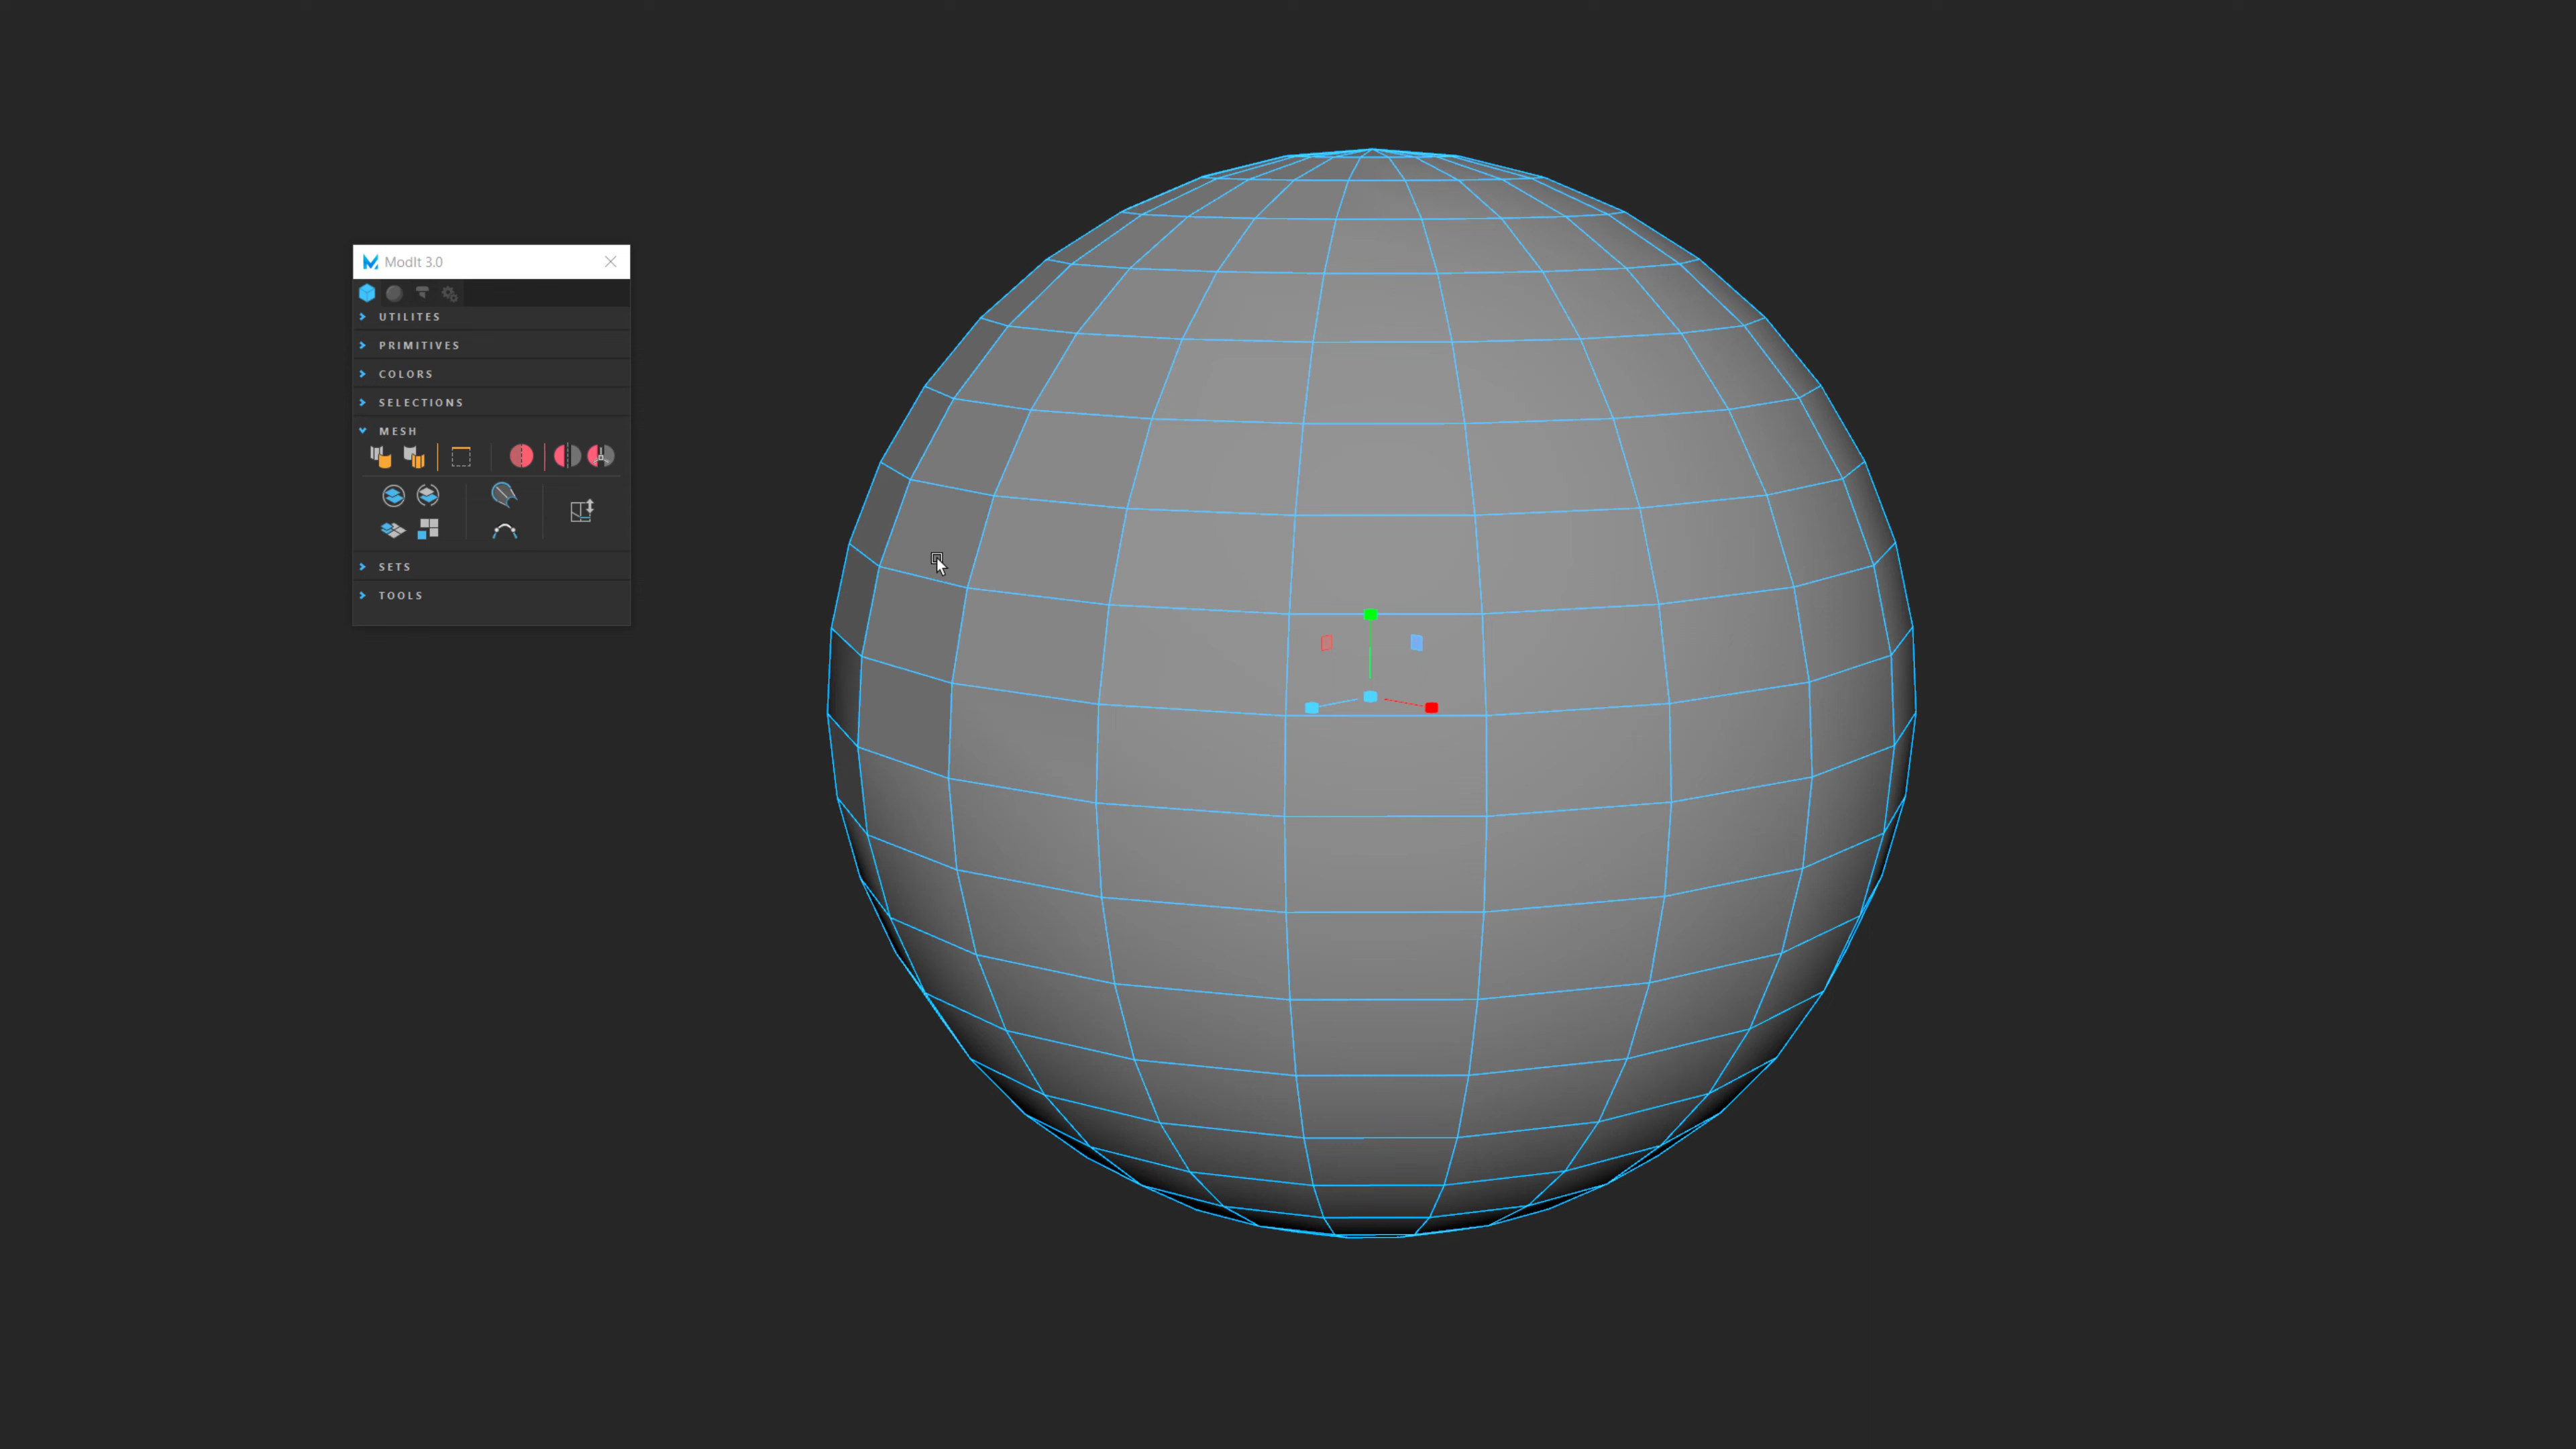 ModIt 3.0
UTILITES
PRIMITIVES
COLORS
SELECTIONS
MESH
SETS
TOOLS